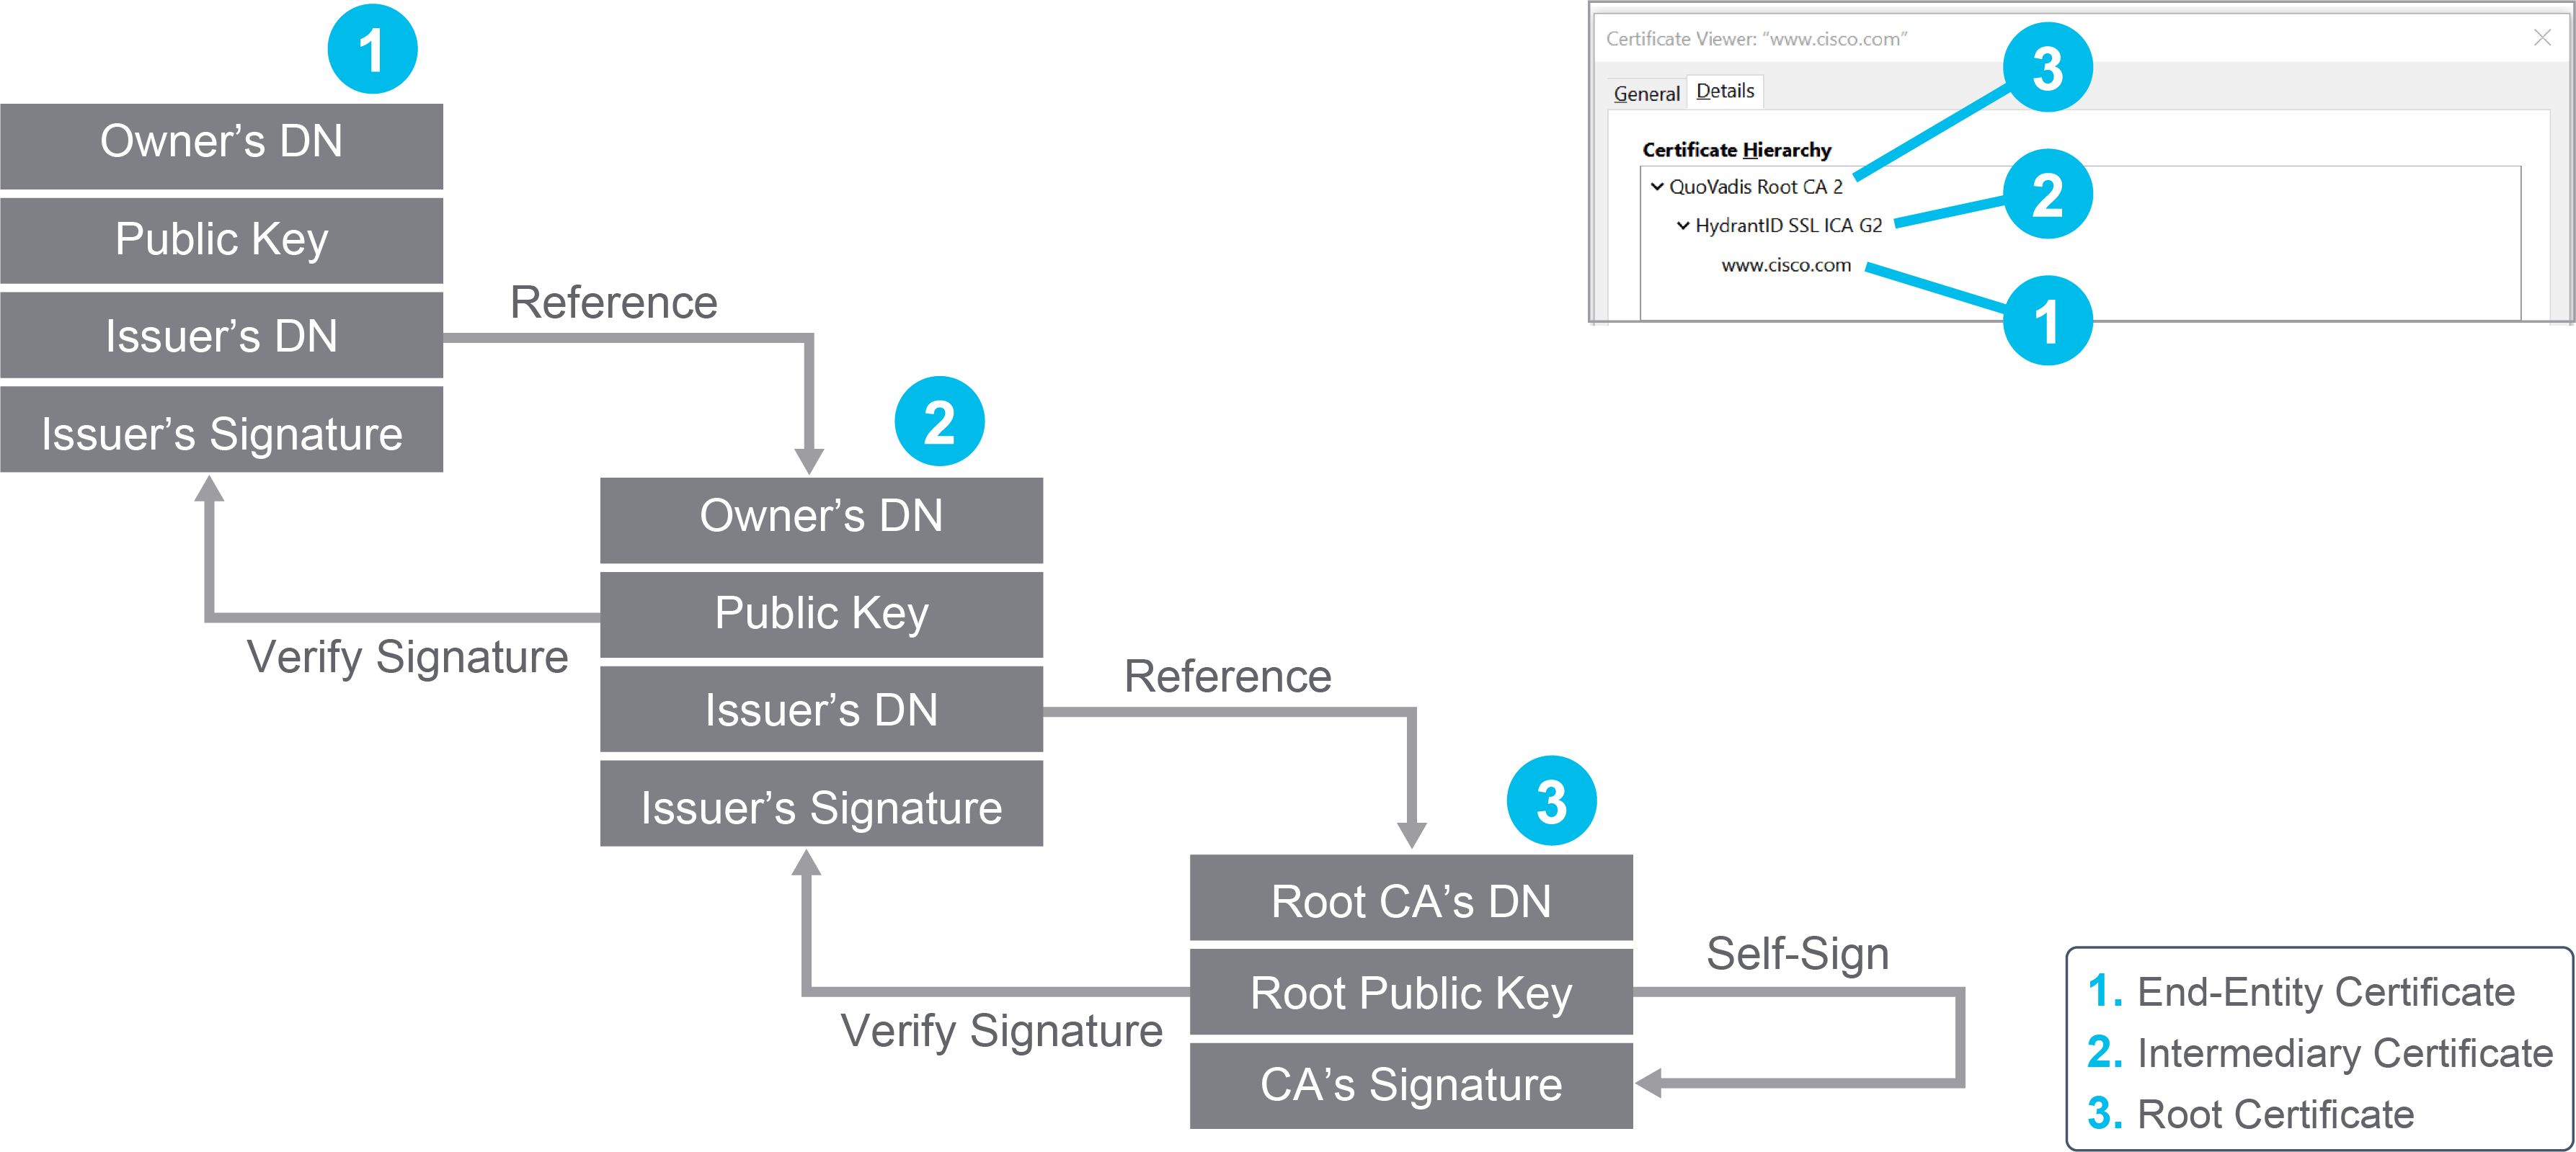 1
Owner’s DN
Public Key
Issuer’s DN
Issuer’s Signature
Reference
Verify Signature
2
Owner’s DN
Public Key
Issuer’s DN
Issuer’s Signature
Reference
Verify Signature
3
Root CA’s DN
Root Public Key
CA’s Signature
Self-Sign
Certificate Viewer: “www.cisco.com”
General Details
Certificate Hierarchy
QuoVadis Root CA 2
HydrantID SSL ICA G2
www.cisco.com
3
2
1
1. End-Entity Certificate
2. Intermediary Certificate
3. Root Certificate